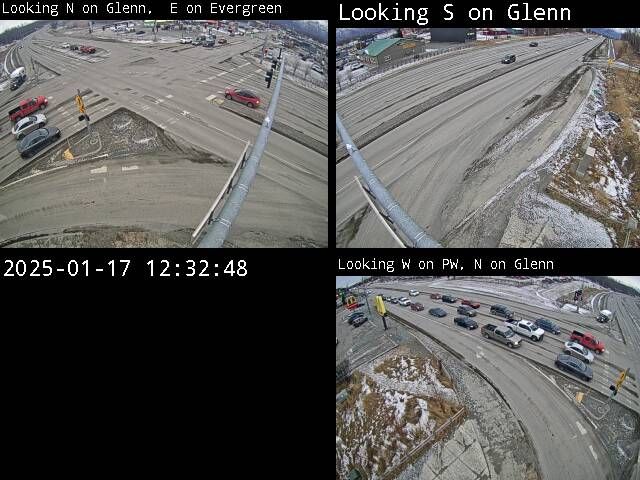 Looking N on Glenn,  E on Evergreen
Looking S on Glenn
2025-01-17 12:32:48
Looking W on PW, N on Glenn